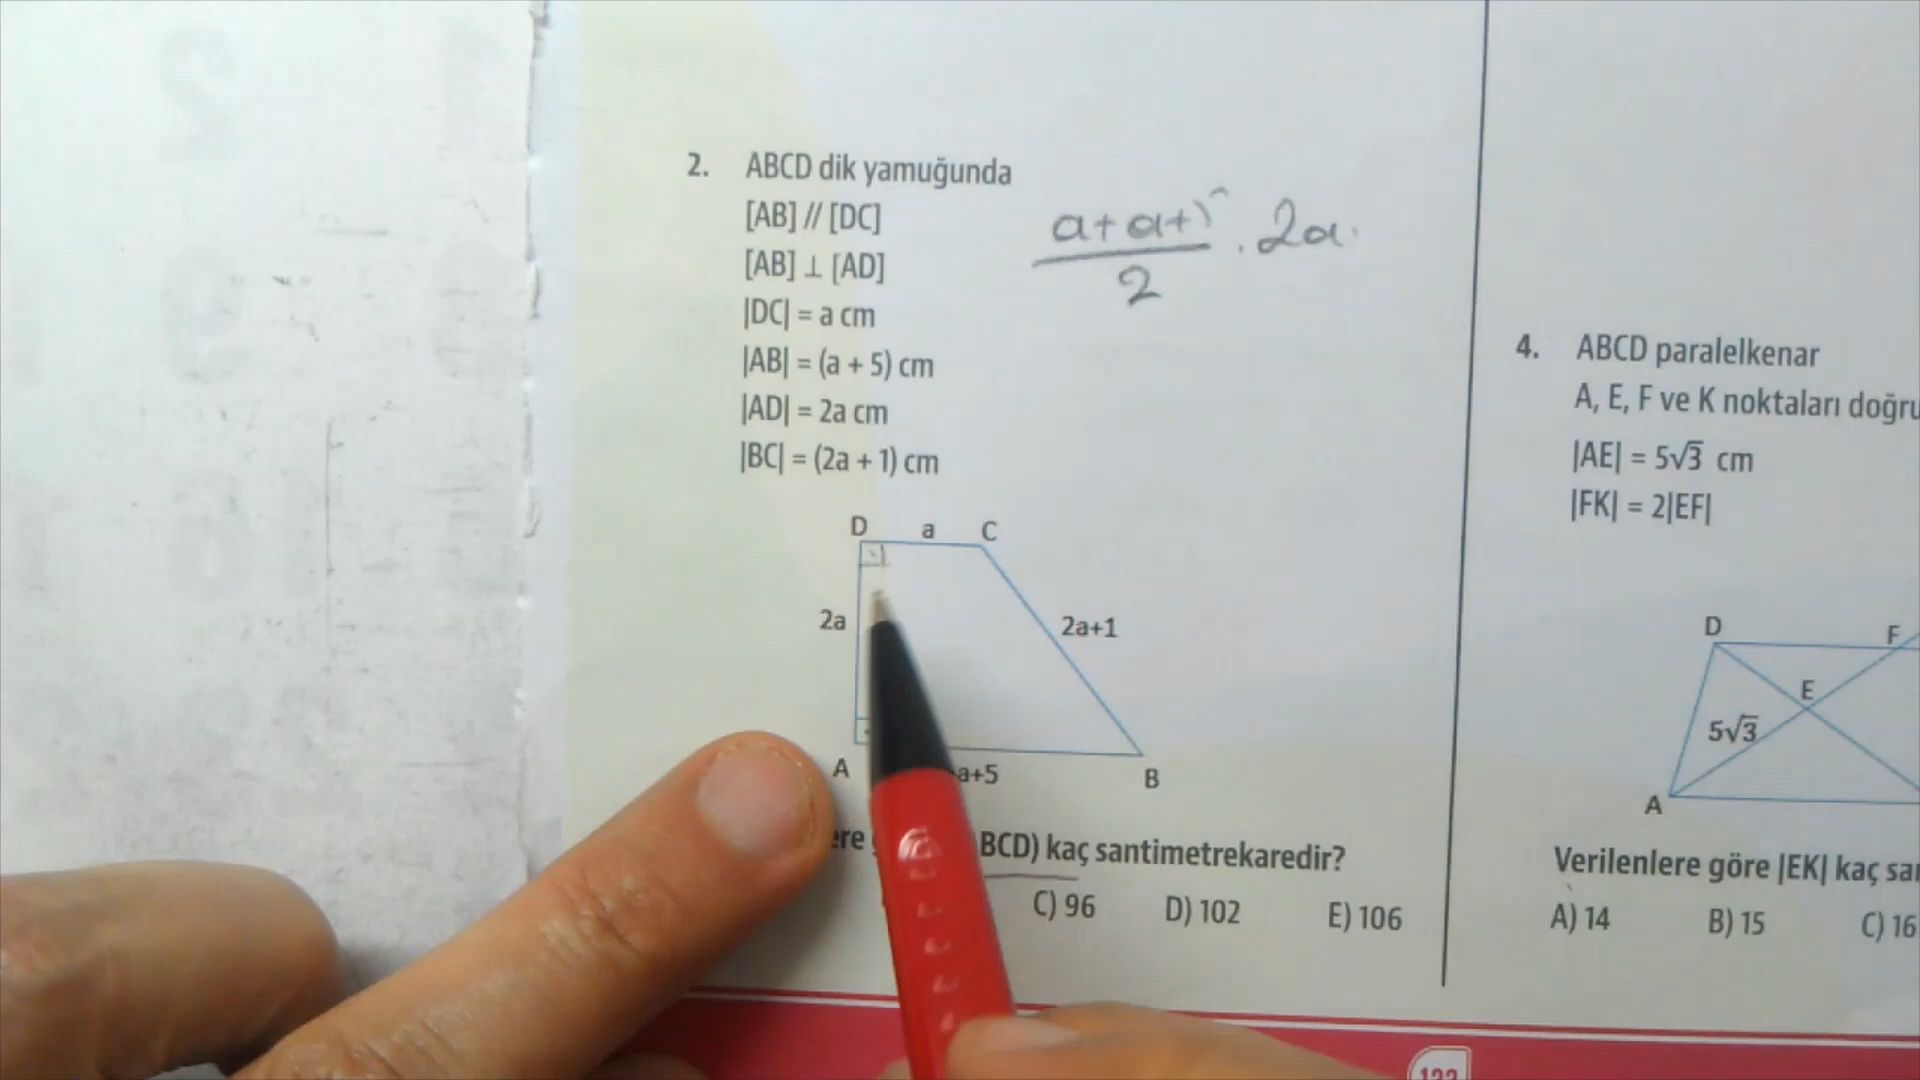 2. ABCD dik yamuğunda
[AB] // [DC]
[AB] ⊥ [AD]
|DC| = a cm
|AB| = (a + 5) cm
|AD| = 2a cm
|BC| = (2a + 1) cm
a + a +
2
. 2a
D a C
2a 2a+1
A a+5 B
BCD) kaç santimetrekaredir?
C) 96 D) 102 E) 106
4. ABCD paralelkenar
A, E, F ve K noktaları
|AE| = 5√3 cm
|FK| = 2|EF|
D F
E
5√3
A
Verilenlere göre |EK| kaç
A) 14 B) 15 C) 16